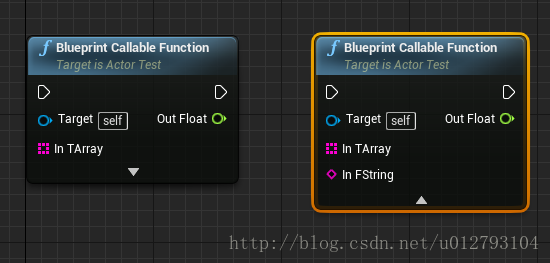 Blueprint Callable Function
Target is Actor Test
Target self
Out Float
In TArray
Blueprint Callable Function
Target is Actor Test
Target self
Out Float
In TArray
In FString
http://blog.csdn.net/u012793104